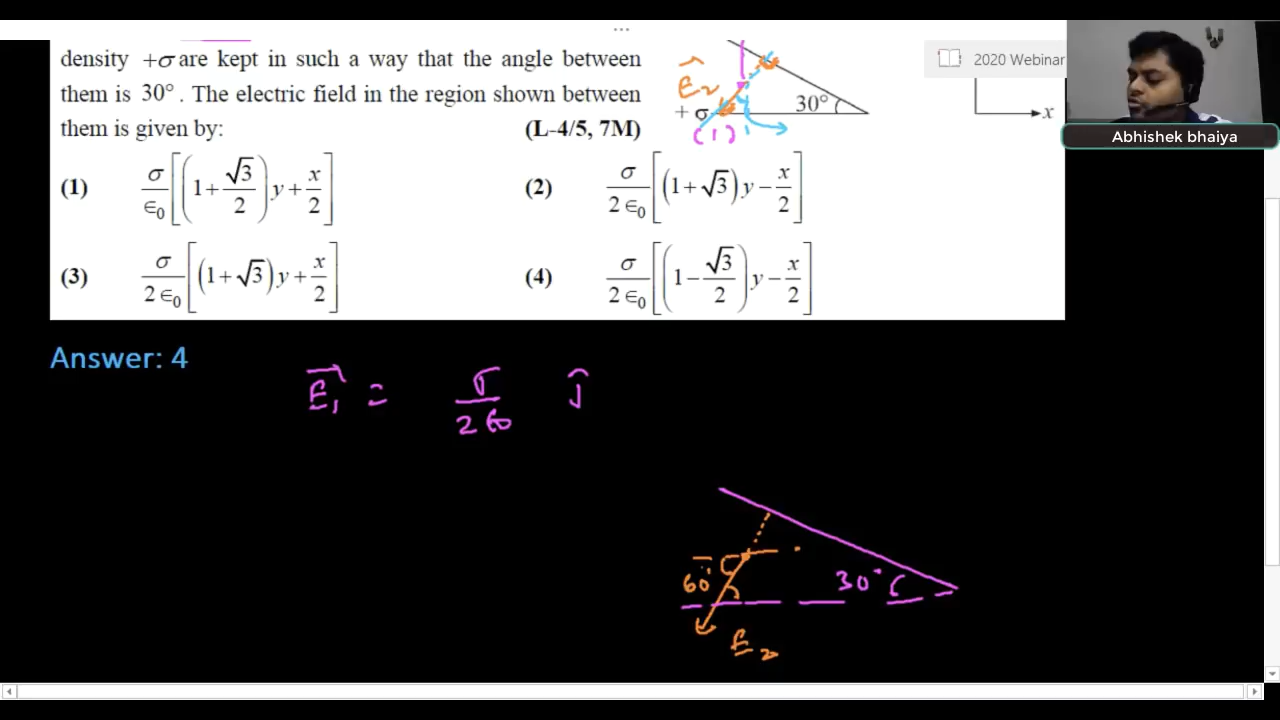 ...
density +σ are kept in such a way that the angle between
them is 30°. The electric field in the region shown between
them is given by: (L-4/5, 7M)
E₂
30°
+σ
(1)
2020 Webinar
x
Abhishek bhaiya
(1) σ/∈₀ [(1 + √3/2) y + x/2]
(2) σ/2∈₀ [(1 + √3) y − x/2]
(3) σ/2∈₀ [(1 + √3) y + x/2]
(4) σ/2∈₀ [(1 − √3/2) y − x/2]
Answer: 4
E₁ = σ/2ϵ₀ ĵ
60°
30°
E₂